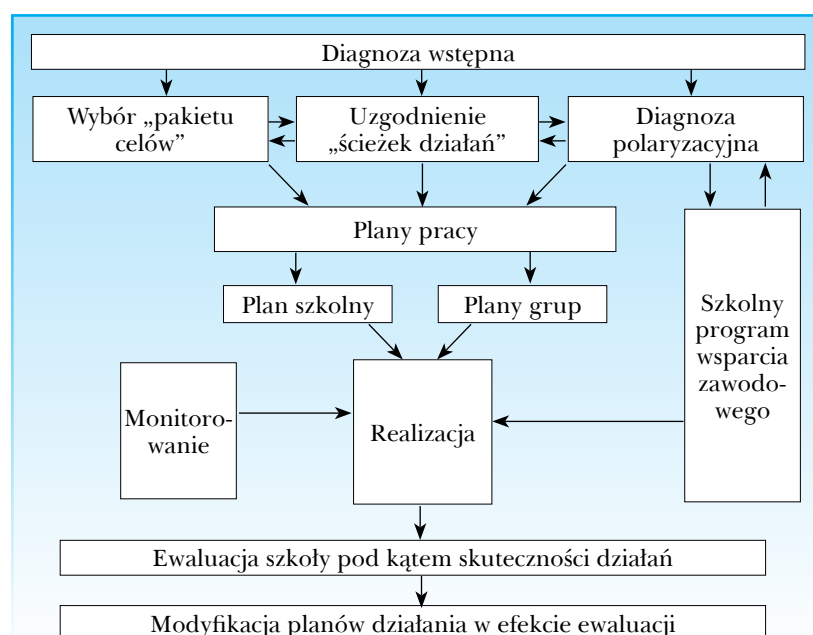 Diagnoza wstępna
Wybór „pakietu
celów”
Uzgodnienie
„ścieżek działań”
Diagnoza
polaryzacyjna
Plany pracy
Plan szkolny
Plany grup
Szkolny
program
wsparcia
zawodo-
wego
Monitoro-
wanie
Realizacja
Ewaluacja szkoły pod kątem skuteczności działań
Modyfikacja planów działania w efekcie ewaluacji